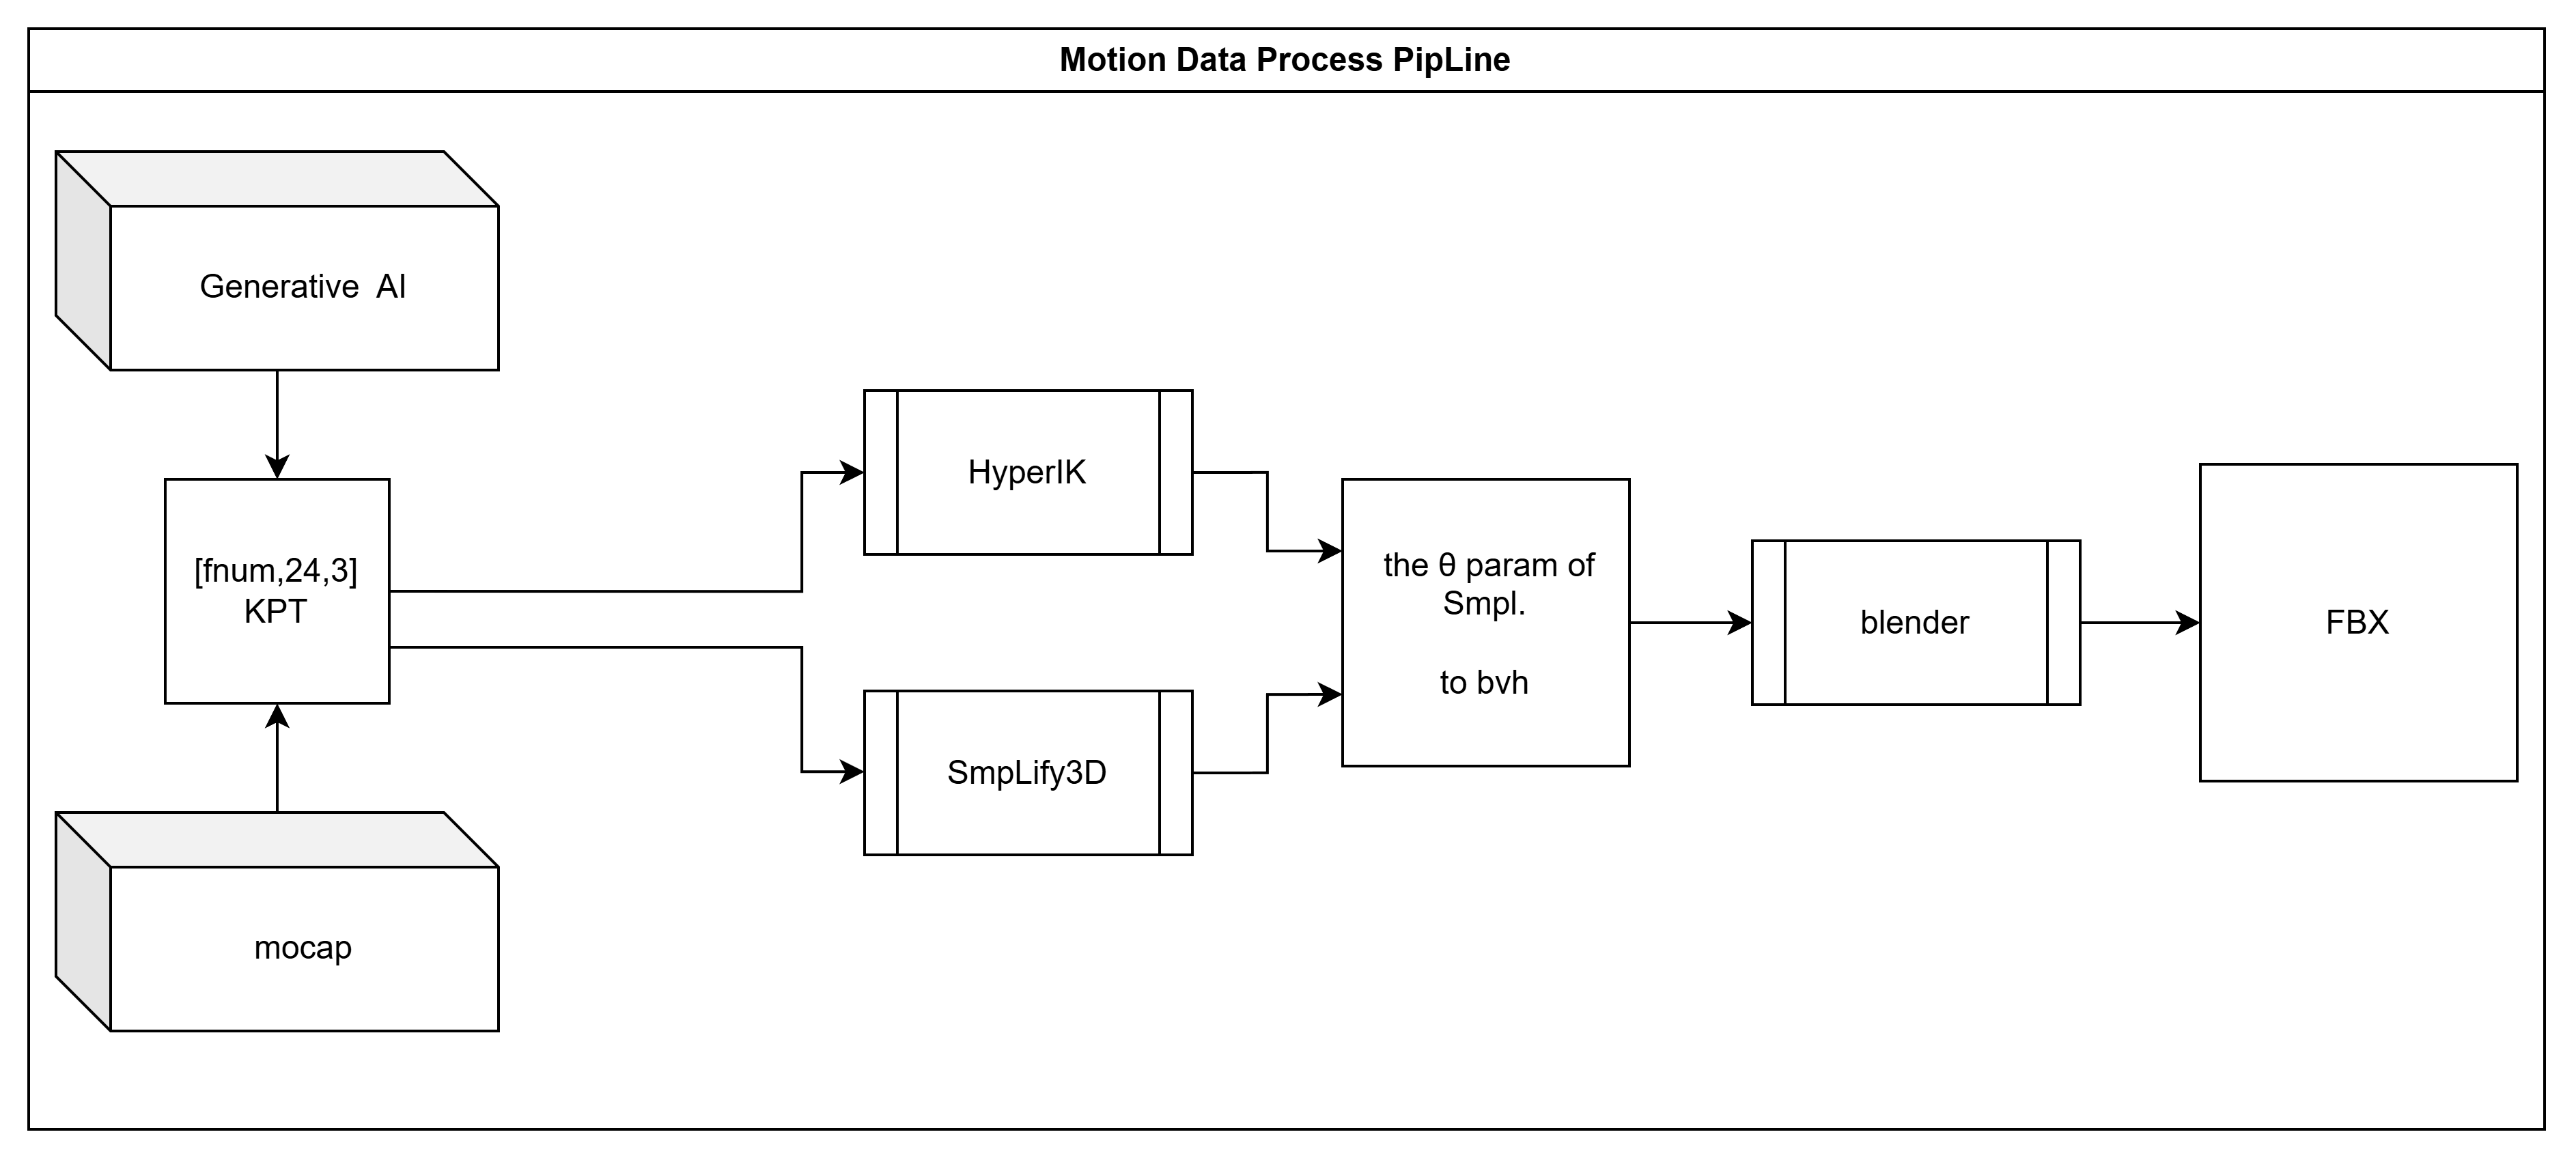 Motion Data Process PipLine
Generative AI
[fnum,24,3]
KPT
mocap
HyperIK
SmpLify3D
the θ param of
Smpl.
to bvh
blender
FBX